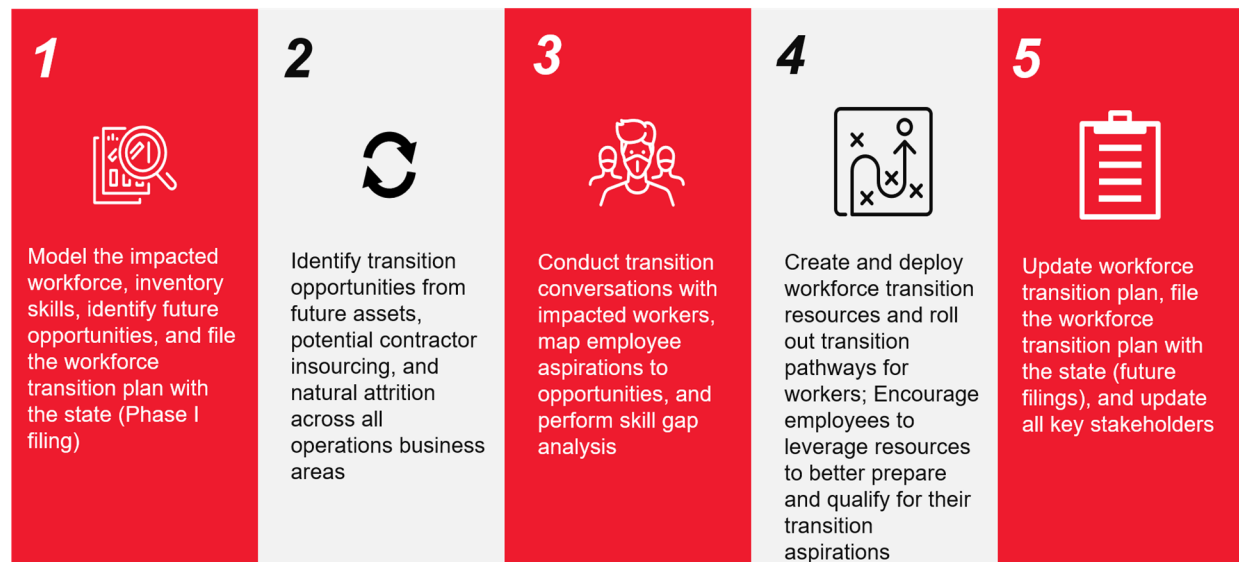 1
Model the impacted
workforce, inventory
skills, identify future
opportunities, and file
the workforce
transition plan with
the state (Phase I
filing)
2
Identify transition
opportunities from
future assets,
potential contractor
insourcing, and
natural attrition
across all
operations business
areas
3
Conduct transition
conversations with
impacted workers,
map employee
aspirations to
opportunities, and
perform skill gap
analysis
4
Create and deploy
workforce transition
resources and roll
out transition
pathways for
workers; Encourage
employees to
leverage resources
to better prepare
and qualify for their
transition
aspirations
5
Update workforce
transition plan, file
the workforce
transition plan with
the state (future
filings), and update
all key stakeholders